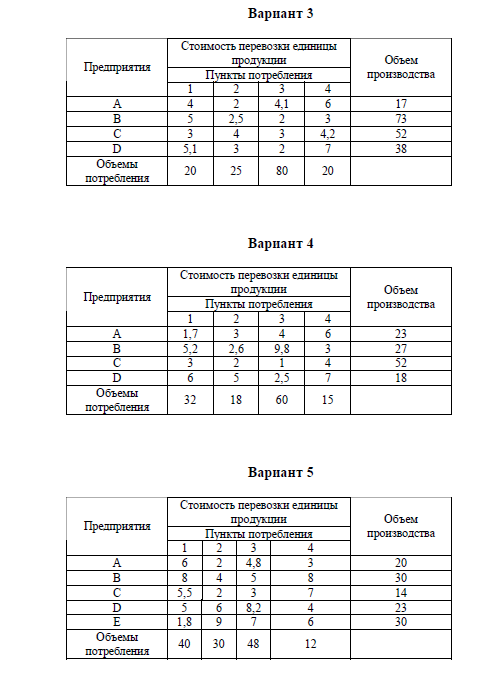 Вариант 3
Предприятия Стоимость перевозки единицы продукции Объем производства
Пункты потребления
1 2 3 4
A 4 2 4,1 6 17
B 5 2,5 2 3 73
C 3 4 3 4,2 52
D 5,1 3 2 7 38
Объемы потребления 20 25 80 20
Вариант 4
Предприятия Стоимость перевозки единицы продукции Объем производства
Пункты потребления
1 2 3 4
A 1,7 3 4 6 23
B 5,2 2,6 9,8 3 27
C 3 2 1 4 52
D 6 5 2,5 7 18
Объемы потребления 32 18 60 15
Вариант 5
Предприятия Стоимость перевозки единицы продукции Объем производства
Пункты потребления
1 2 3 4
A 6 2 4,8 3 20
B 8 4 5 8 30
C 5,5 2 3 7 14
D 5 6 8,2 4 23
E 1,8 9 7 6 30
Объемы потребления 40 30 48 12